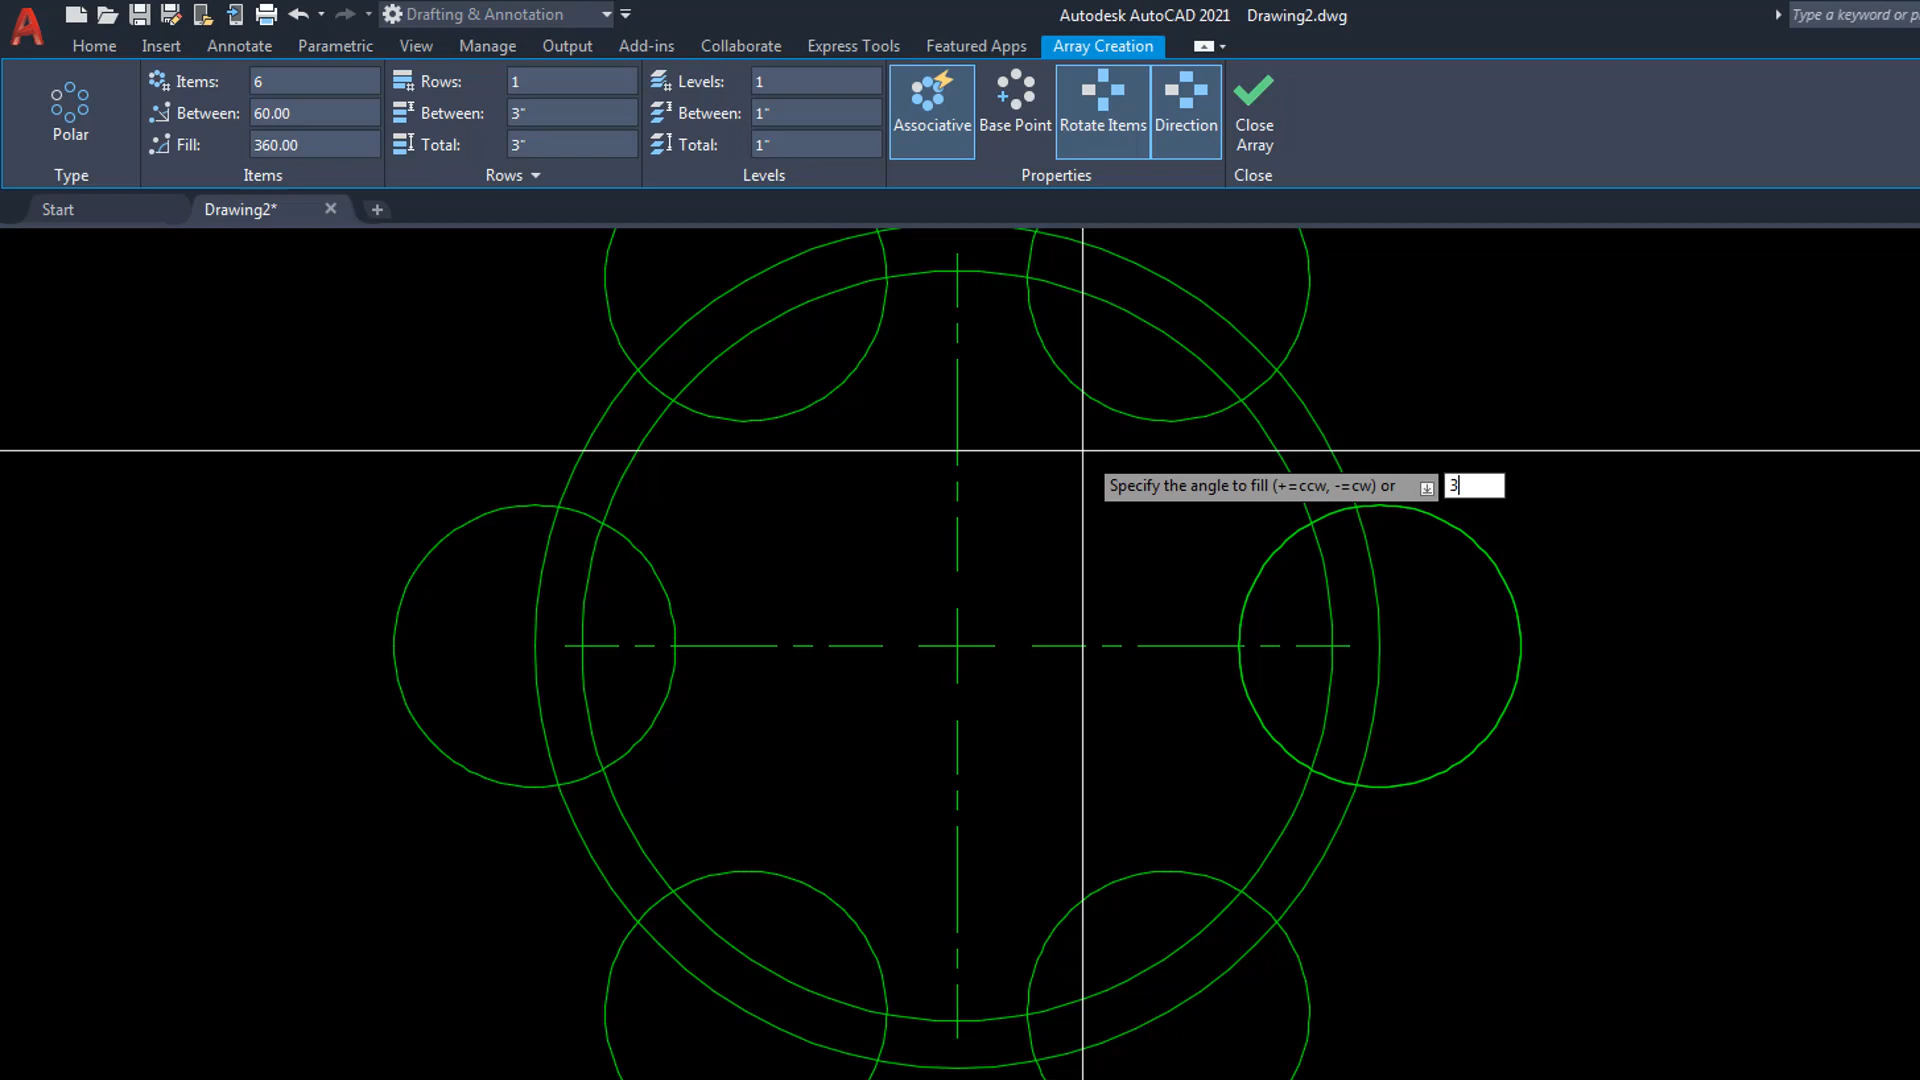 Drafting & Annotation
Autodesk AutoCAD 2021 Drawing2.dwg
Type a keyword or p
Home Insert Annotate Parametric View Manage Output Add-ins Collaborate Express Tools Featured Apps Array Creation
Polar
Type
Items: 6
Between: 60.00
Fill: 360.00
Items
Rows: 1
Between: 3"
Total: 3"
Rows
Levels: 1
Between: 1"
Total: 1"
Levels
Associative
Base Point
Rotate Items
Direction
Properties
Close
Array
Close
Start
Drawing2*
Specify the angle to fill (+=ccw, -=cw) or 3